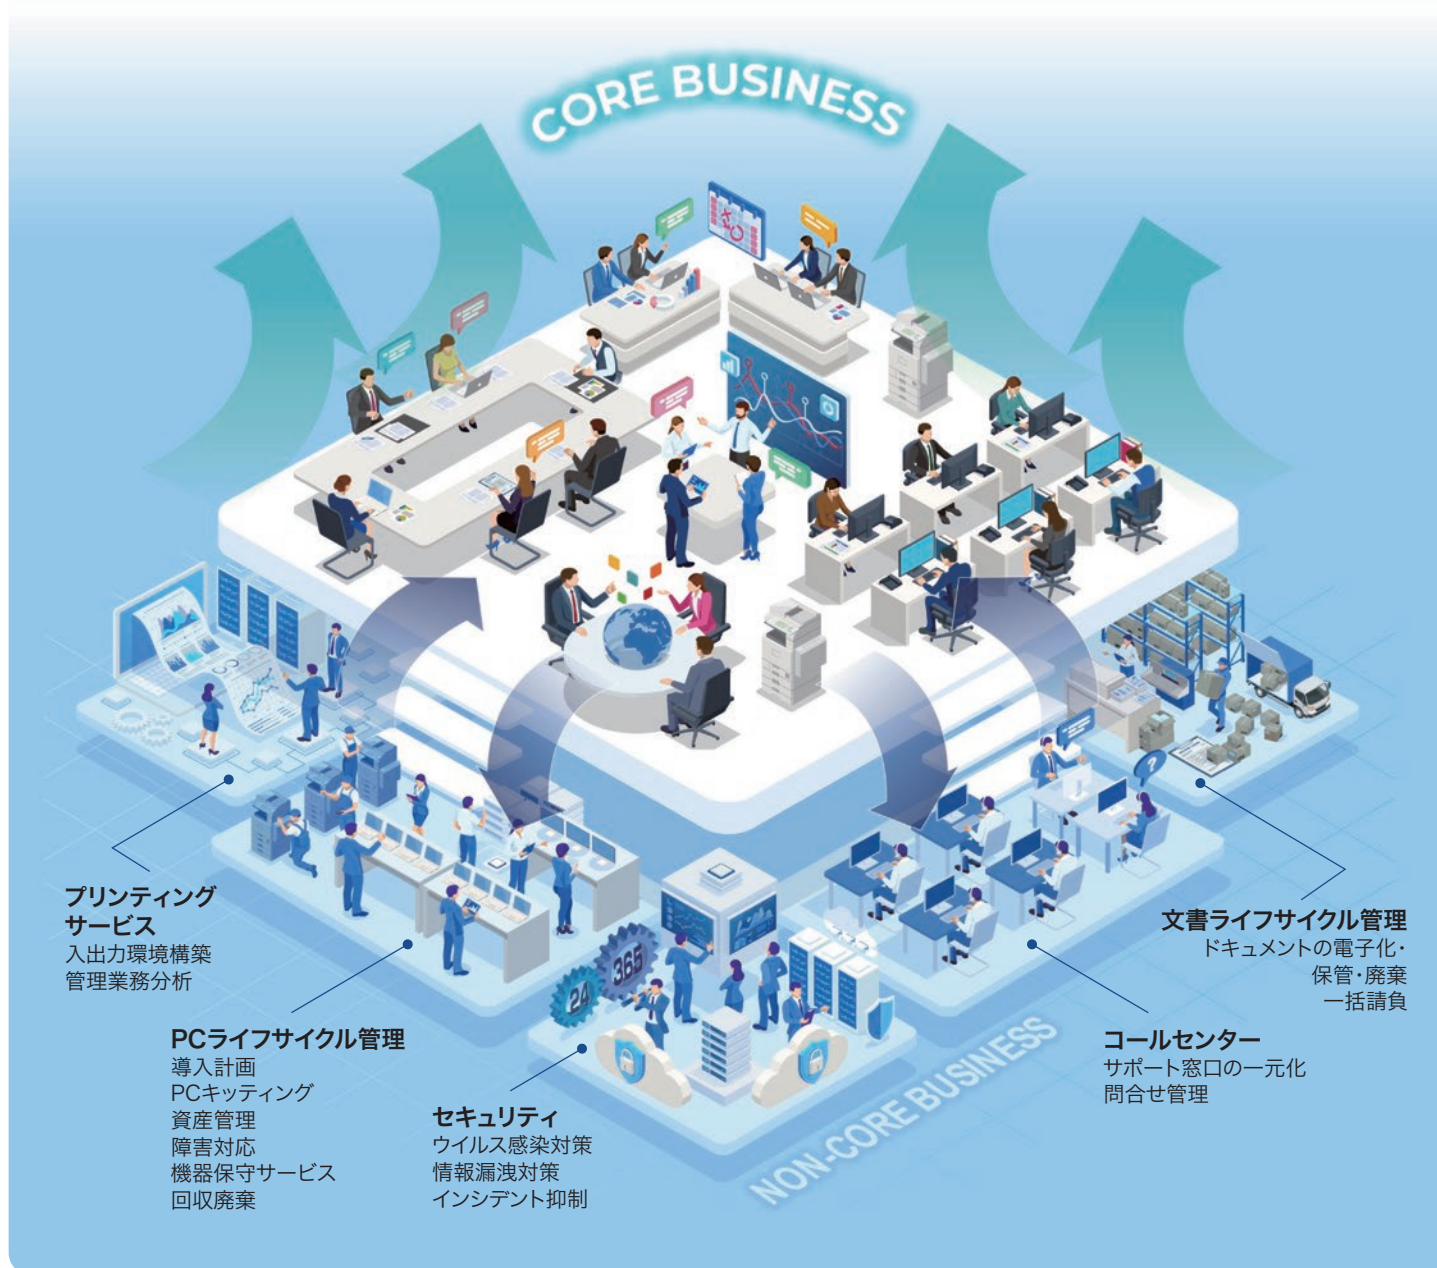 CORE BUSINESS
プリンティング
サービス
入出力環境構築
管理業務分析
PCライフサイクル管理
導入計画
PCキッティング
資産管理
障害対応
機器保守サービス
回収廃棄
365
24
セキュリティ
ウイルス感染対策
情報漏洩対策
インシデント抑制
NON-CORE BUSINESS
?
コールセンター
サポート窓口の一元化
問合せ管理
文書ライフサイクル管理
ドキュメントの電子化・
保管・廃棄
一括請負